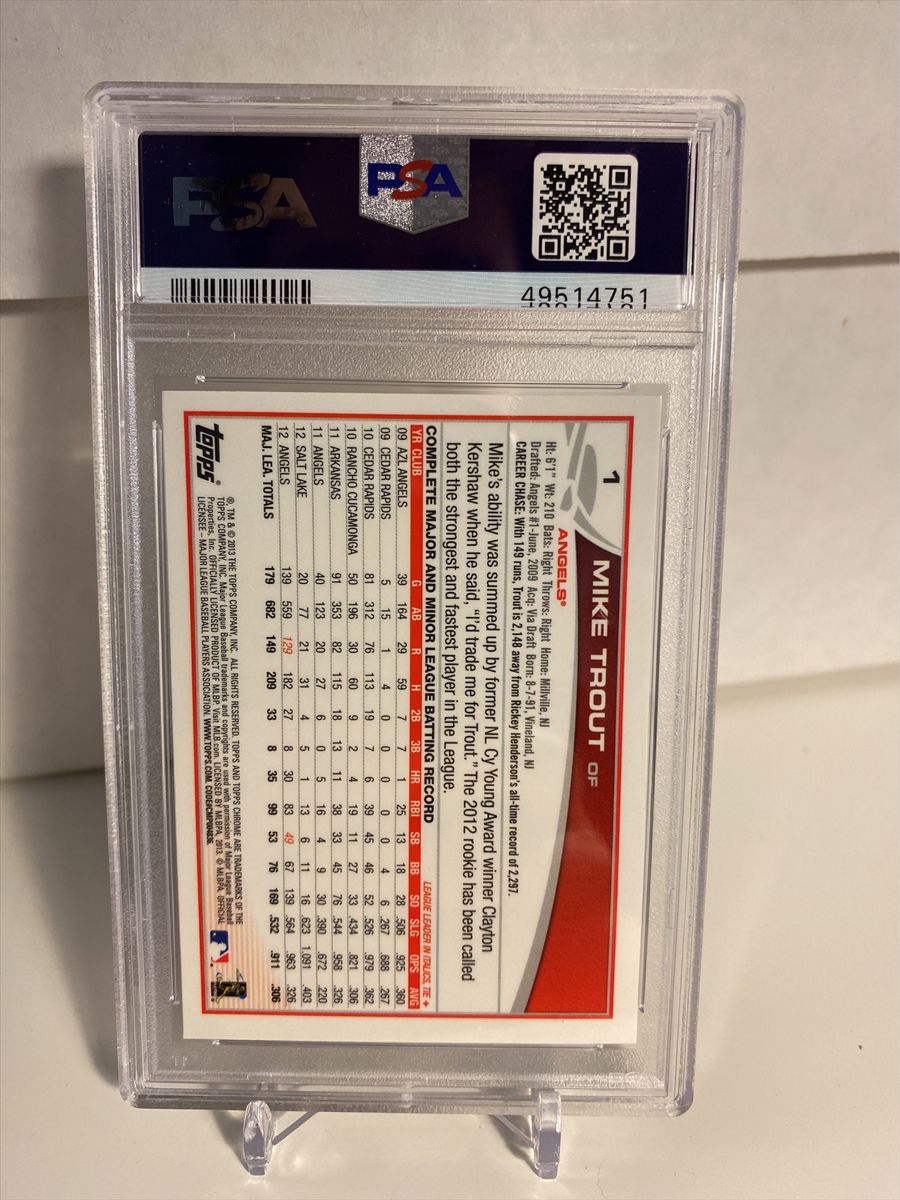 PSA
PSA
49514751
1
MIKE TROUT OF
ANGELS®
Ht: 6'1" Wt: 210 Bats: Right Throws: Right Home: Millville, NJ
Drafted: Angels #1-June, 2009 Acq: Via Draft Born: 8-7-91, Vineland, NJ
CAREER CHASE: With 149 runs, Trout is 2,148 away from Rickey Henderson's all-time record of 2,297.
Mike's ability was summed up by former NL Cy Young Award winner Clayton
Kershaw when he said, "I'd trade me for Trout." The 2012 rookie has been called
both the strongest and fastest player in the League.
COMPLETE MAJOR AND MINOR LEAGUE BATTING RECORD LEAGUE LEADER IN ITALICS, TIE +
YR CLUB G AB R H 2B 3B HR RBI SB BB SO SLG OPS AVG
09 AZL ANGELS 39 164 29 59 7 7 1 25 13 18 28 .506 .925 .360
09 CEDAR RAPIDS 5 15 1 4 0 0 0 0 0 4 6 .267 .688 .267
10 CEDAR RAPIDS 81 312 76 113 19 7 6 39 45 46 52 .526 .979 .362
10 RANCHO CUCAMONGA 50 196 30 60 9 2 4 19 11 27 33 .434 .821 .306
11 ARKANSAS 91 353 82 115 18 13 11 38 33 45 76 .544 .958 .326
11 ANGELS 40 123 20 27 6 0 5 16 4 9 30 .390 .672 .220
12 SALT LAKE 20 77 21 31 4 5 1 13 6 11 16 .623 1.091 .403
12 ANGELS 139 559 129 182 27 8 30 83 49 67 139 .564 .963 .326
MAJ. LEA. TOTALS 179 682 149 209 33 8 35 99 53 76 169 .532 .911 .306
topps®
®, TM & © 2013 THE TOPPS COMPANY, INC. ALL RIGHTS RESERVED. TOPPS AND TOPPS CHROME ARE TRADEMARKS OF THE
TOPPS COMPANY, INC. Major League Baseball trademarks and copyrights are used with permission of Major League Baseball
Properties, Inc. OFFICIALLY LICENSED PRODUCT OF MLBP. Visit MLB.com. LICENSED BY MLBPA, 2013. © MLBPA, OFFICIAL
LICENSEE - MAJOR LEAGUE BASEBALL PLAYERS ASSOCIATION. WWW.TOPPS.COM.